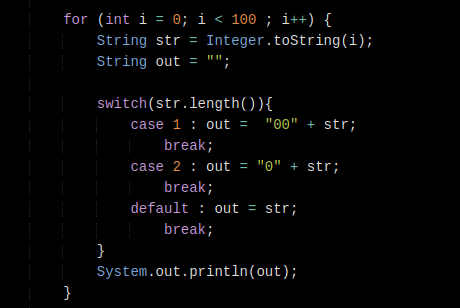 for (int i = 0; i < 100 ; i++) {
String str = Integer.toString(i);
String out = "";
switch(str.length()){
case 1 : out =  "00" + str;
break;
case 2 : out = "0" + str;
break;
default : out = str;
break;
}
System.out.println(out);
}